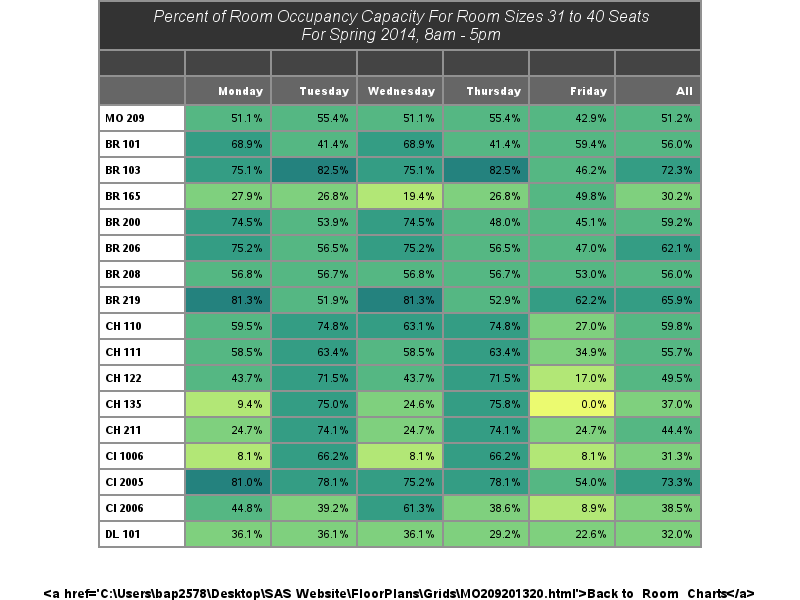 Percent of Room Occupancy Capacity For Room Sizes 31 to 40 Seats
For Spring 2014, 8am - 5pm
Monday Tuesday Wednesday Thursday Friday All
MO 209 51.1% 55.4% 51.1% 55.4% 42.9% 51.2%
BR 101 68.9% 41.4% 68.9% 41.4% 59.4% 56.0%
BR 103 75.1% 82.5% 75.1% 82.5% 46.2% 72.3%
BR 165 27.9% 26.8% 19.4% 26.8% 49.8% 30.2%
BR 200 74.5% 53.9% 74.5% 48.0% 45.1% 59.2%
BR 206 75.2% 56.5% 75.2% 56.5% 47.0% 62.1%
BR 208 56.8% 56.7% 56.8% 56.7% 53.0% 56.0%
BR 219 81.3% 51.9% 81.3% 52.9% 62.2% 65.9%
CH 110 59.5% 74.8% 63.1% 74.8% 27.0% 59.8%
CH 111 58.5% 63.4% 58.5% 63.4% 34.9% 55.7%
CH 122 43.7% 71.5% 43.7% 71.5% 17.0% 49.5%
CH 135 9.4% 75.0% 24.6% 75.8% 0.0% 37.0%
CH 211 24.7% 74.1% 24.7% 74.1% 24.7% 44.4%
CI 1006 8.1% 66.2% 8.1% 66.2% 8.1% 31.3%
CI 2005 81.0% 78.1% 75.2% 78.1% 54.0% 73.3%
CI 2006 44.8% 39.2% 61.3% 38.6% 8.9% 38.5%
DL 101 36.1% 36.1% 36.1% 29.2% 22.6% 32.0%
<a href='C:\Users\bap2578\Desktop\SAS Website\FloorPlans\Grids\MO209201320.html'>Back to Room Charts</a>